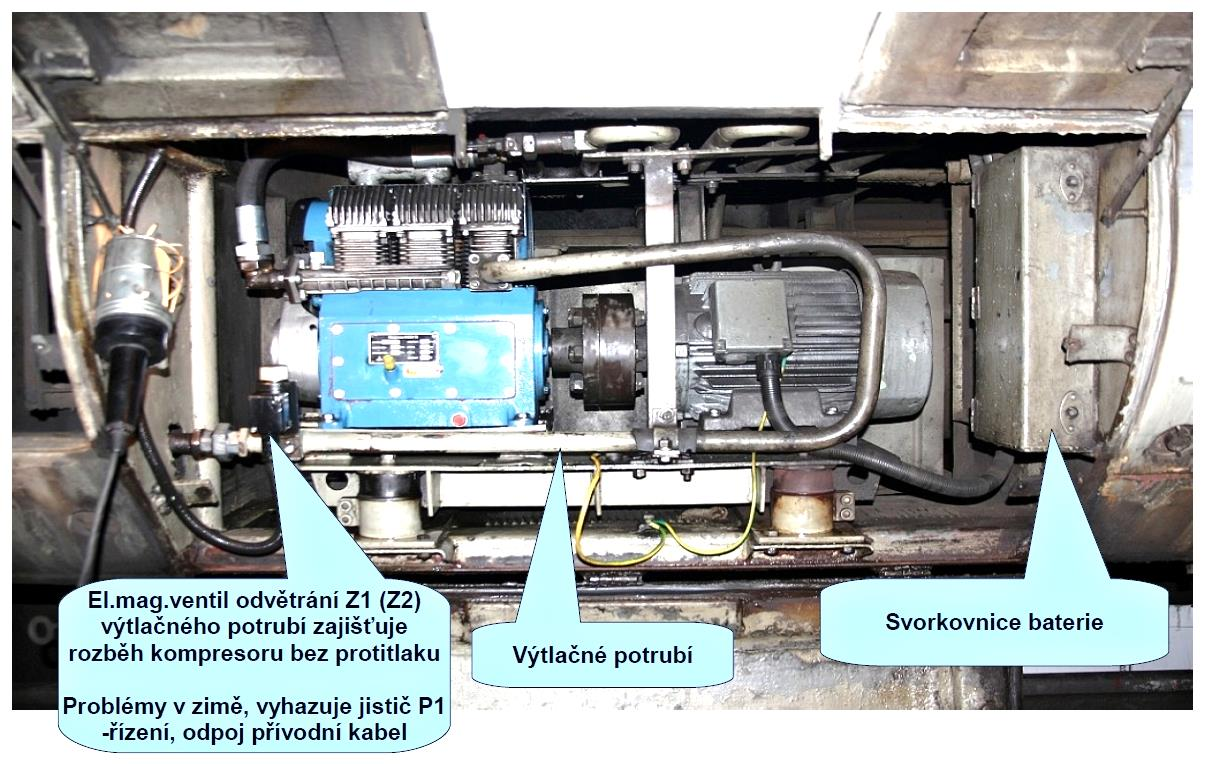 El.mag.ventil odvětrání Z1 (Z2)
výtlačného potrubí zajišťuje
rozběh kompresoru bez protitlaku
Problémy v zimě, vyhazuje jistič P1
-řízení, odpoj přívodní kabel
Výtlačné potrubí
Svorkovnice baterie